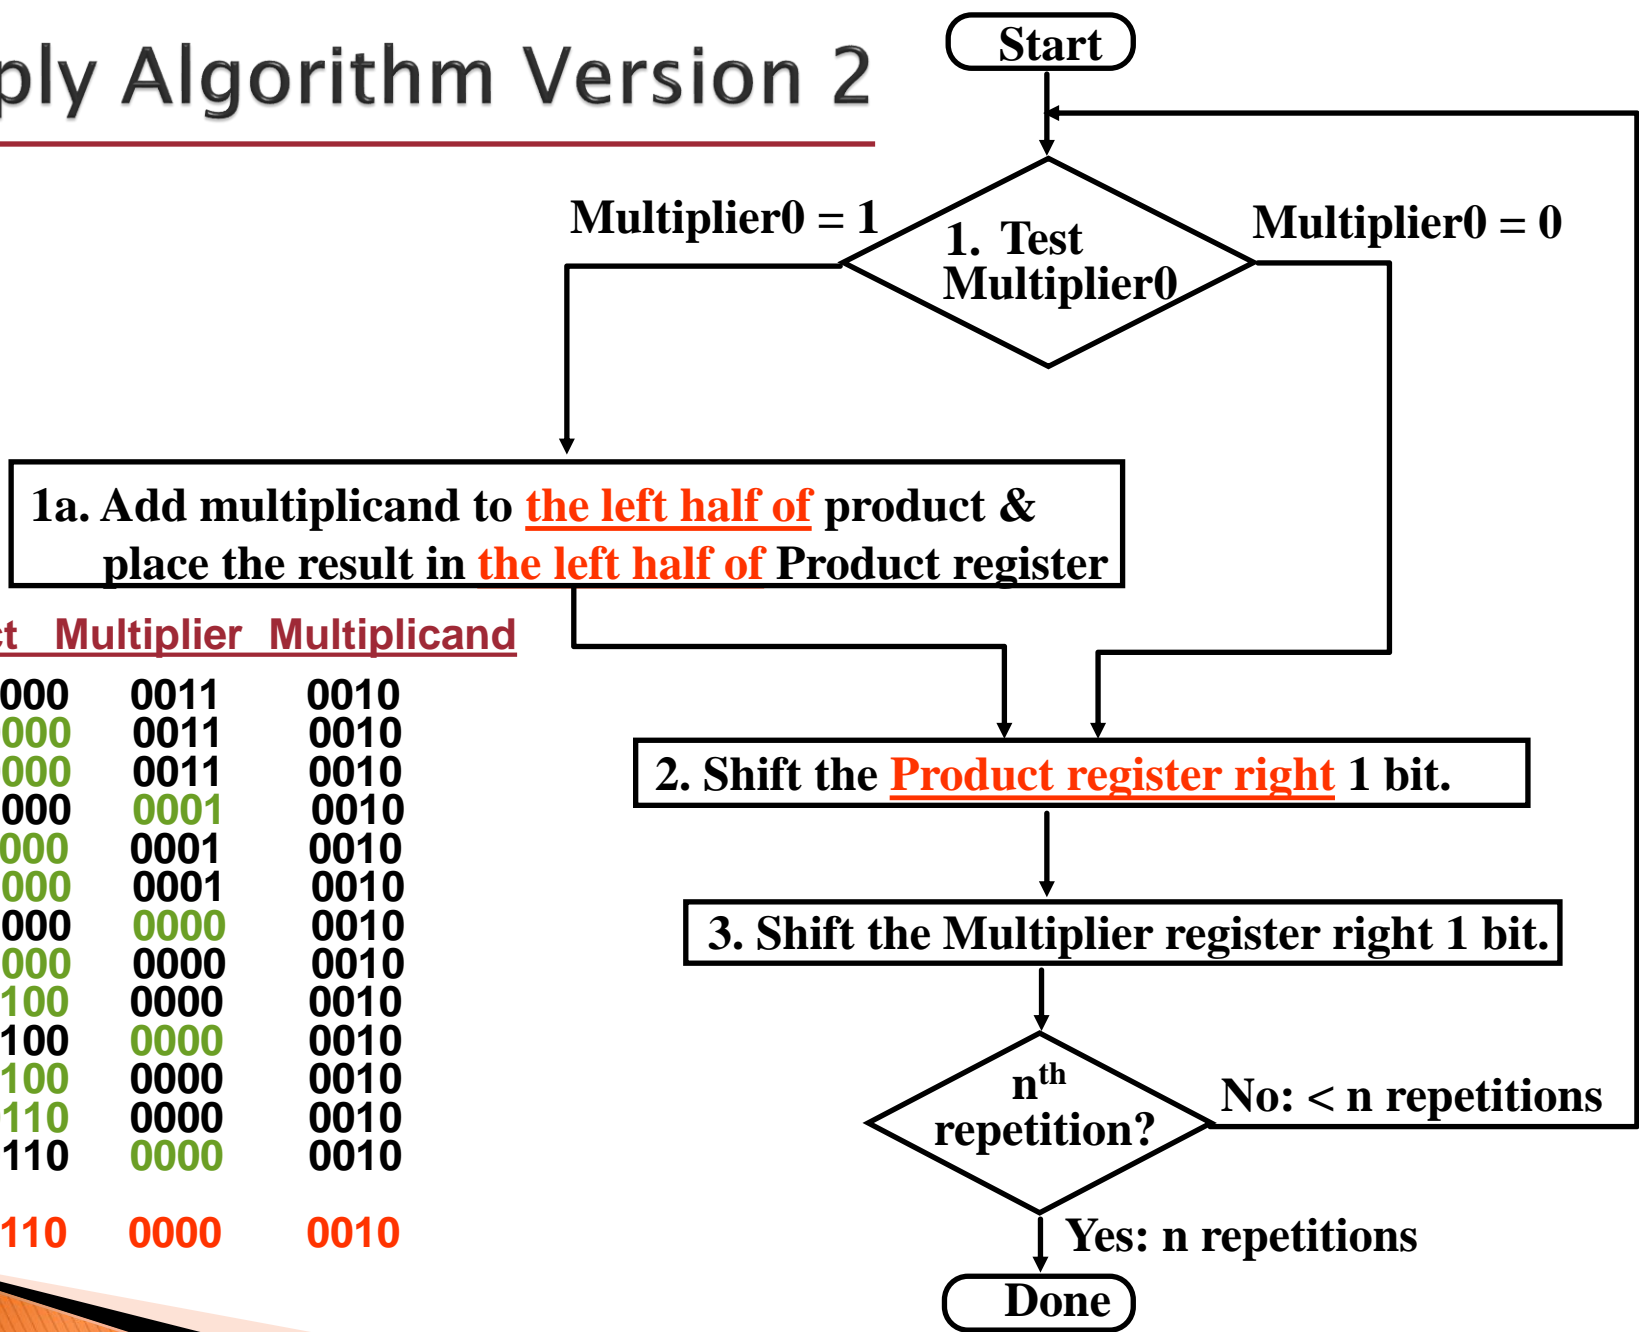 ply Algorithm Version 2
Start
Multiplier0 = 1
1. Test
Multiplier0
Multiplier0 = 0
1a. Add multiplicand to the left half of product &
place the result in the left half of Product register
ct Multiplier Multiplicand
000 0011 0010
000 0011 0010
000 0011 0010
000 0001 0010
000 0001 0010
000 0001 0010
000 0000 0010
000 0000 0010
100 0000 0010
100 0000 0010
100 0000 0010
110 0000 0010
110 0000 0010
110 0000 0010
2. Shift the Product register right 1 bit.
3. Shift the Multiplier register right 1 bit.
nth
repetition?
No: < n repetitions
Yes: n repetitions
Done